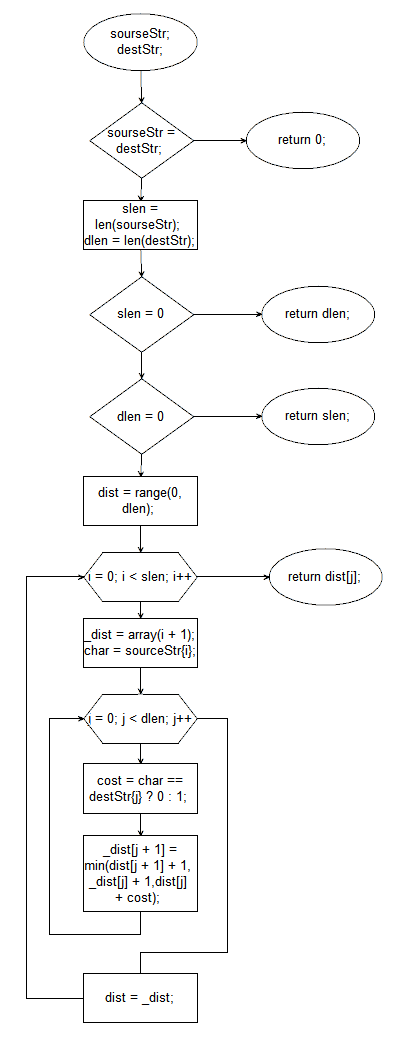 sourseStr;
destStr;
sourseStr =
destStr;
return 0;
slen =
len(sourseStr);
dlen = len(destStr);
slen = 0
return dlen;
dlen = 0
return slen;
dist = range(0,
dlen);
i = 0; i < slen; i++
return dist[j];
_dist = array(i + 1);
char = sourceStr{i};
i = 0; j < dlen; j++
cost = char ==
destStr{j} ? 0 : 1;
_dist[j + 1] =
min(dist[j + 1] + 1,
_dist[j] + 1,dist[j]
+ cost);
dist = _dist;